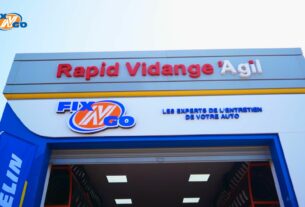 FIX
N
GO
Rapid Vidange Agil
FIX
N
GO
LES EXPERTS DE L'ENTRETIEN
DE VOTRE AUTO
ELIN